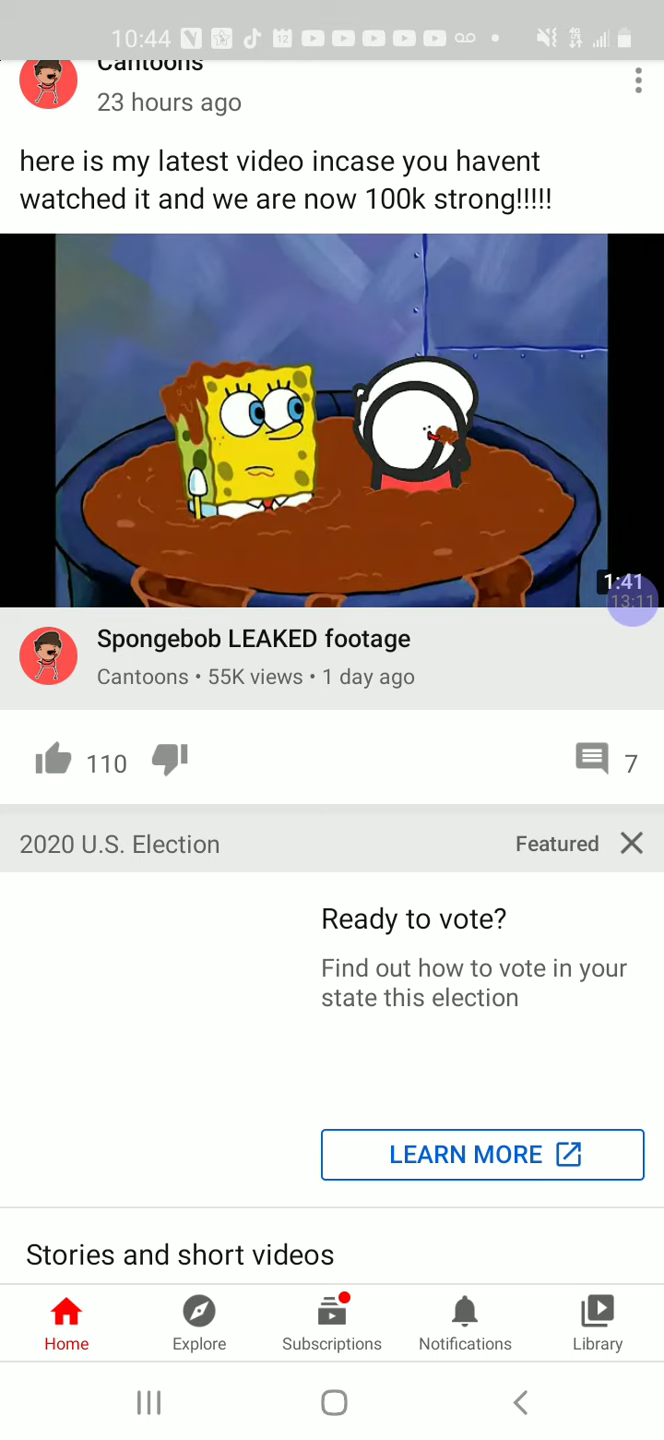 10:44
Cantoons
23 hours ago
here is my latest video incase you havent
watched it and we are now 100k strong!!!!!
1:41
13:11
Spongebob LEAKED footage
Cantoons • 55K views • 1 day ago
110
7
2020 U.S. Election
Featured
Ready to vote?
Find out how to vote in your
state this election
LEARN MORE
Stories and short videos
Home
Explore
Subscriptions
Notifications
Library